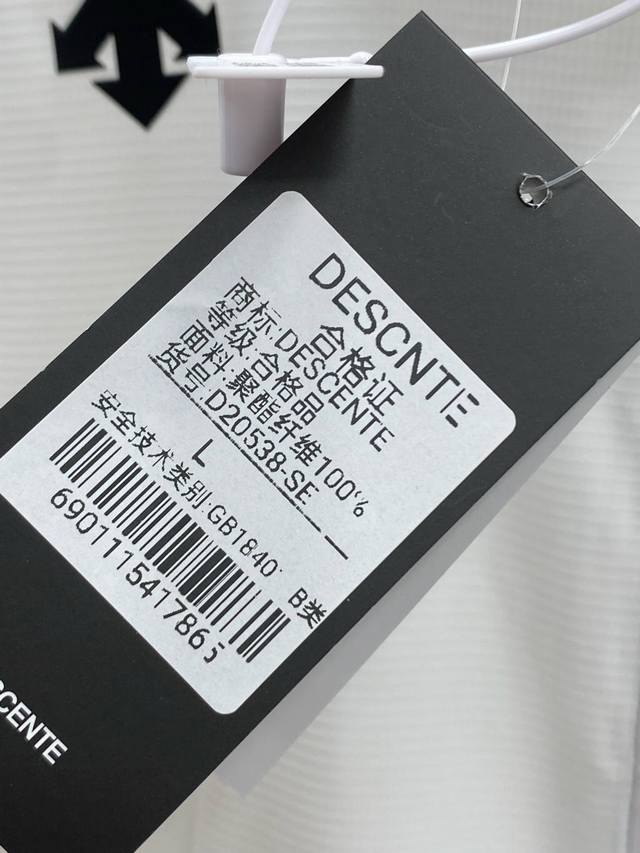 DESCNTE
合格证
商标:DESCENTE
等级:合格品
面料:聚酯纤维100%
货号:D20538-SE
L
安全技术类别:GB1840 B类
6901115417865
SCENTE